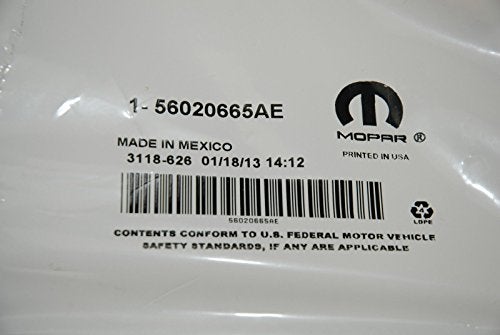 1- 56020665AE
MOPAR ®
MADE IN MEXICO
PRINTED IN USA
3118-626 01/18/13 14:12
56020665AE
4
LDPE
CONTENTS CONFORM TO U.S. FEDERAL MOTOR VEHICLE
SAFETY STANDARDS, IF ANY ARE APPLICABLE